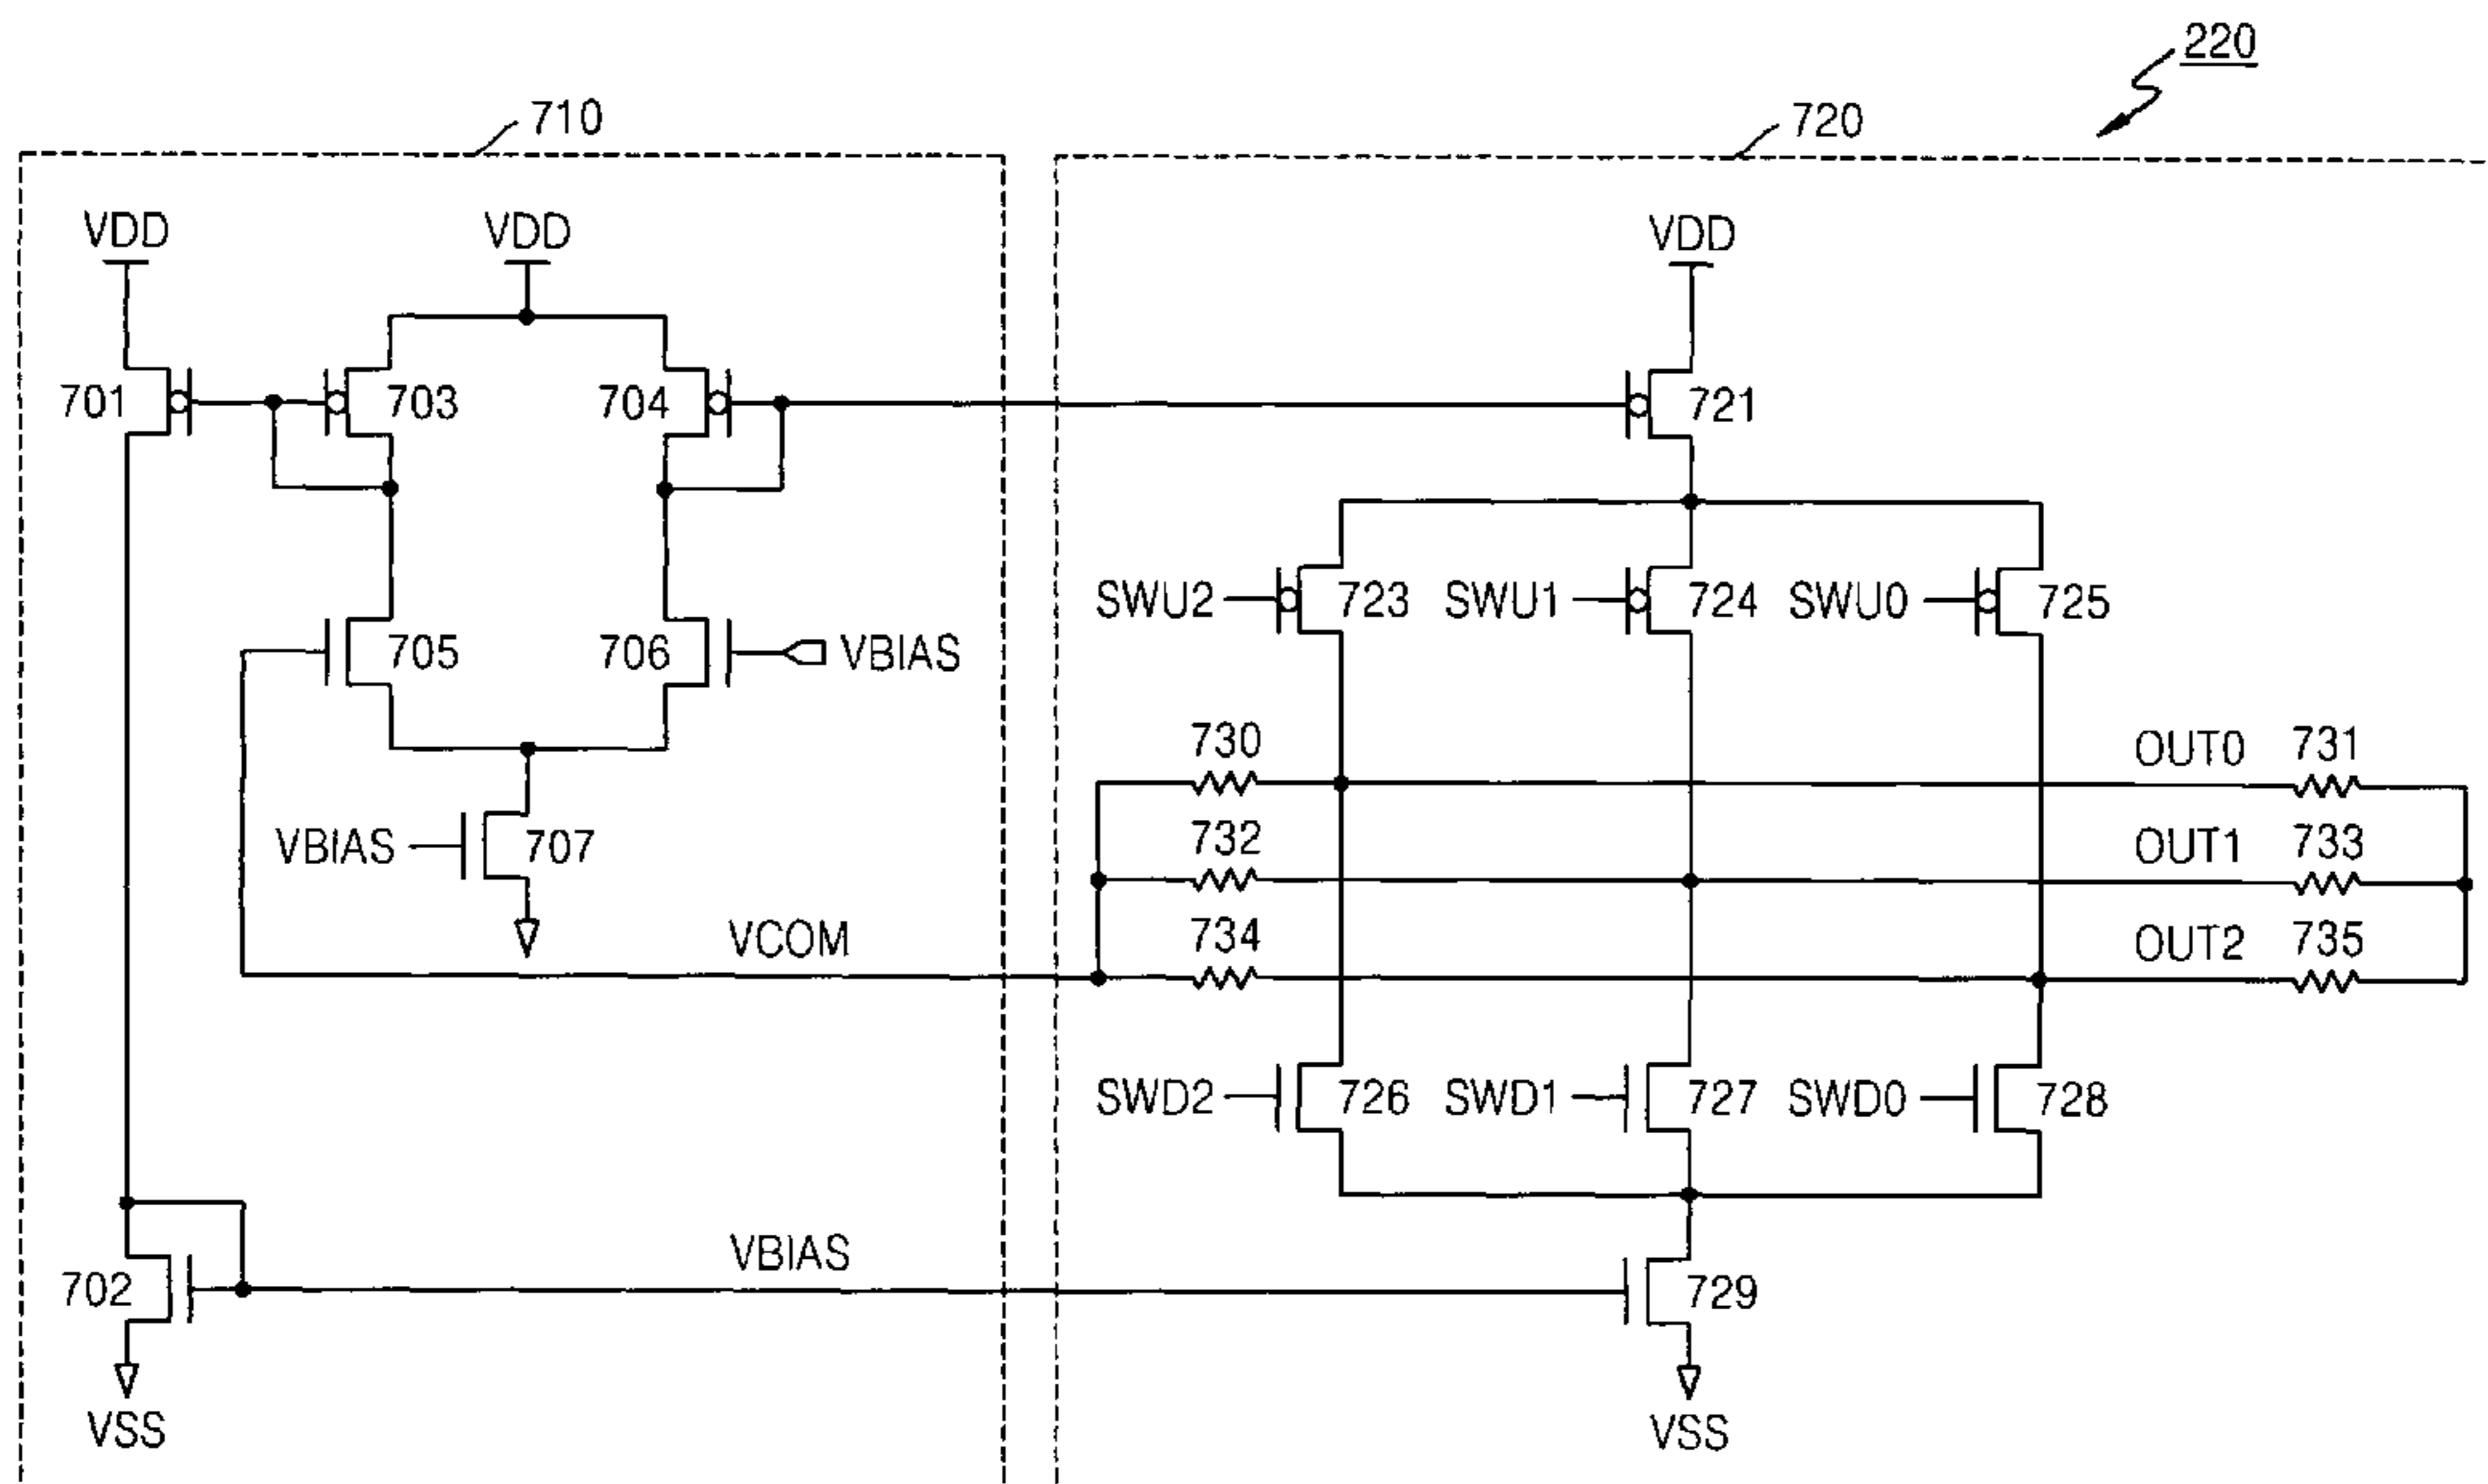 220
710
720
VDD
VDD
VDD
701
703
704
721
SWU2
723
SWU1
724
SWU0
725
705
706
VBIAS
730
OUT0
731
VBIAS
707
732
OUT1
733
VCOM
734
OUT2
735
SWD2
726
SWD1
727
SWD0
728
702
VBIAS
729
VSS
VSS